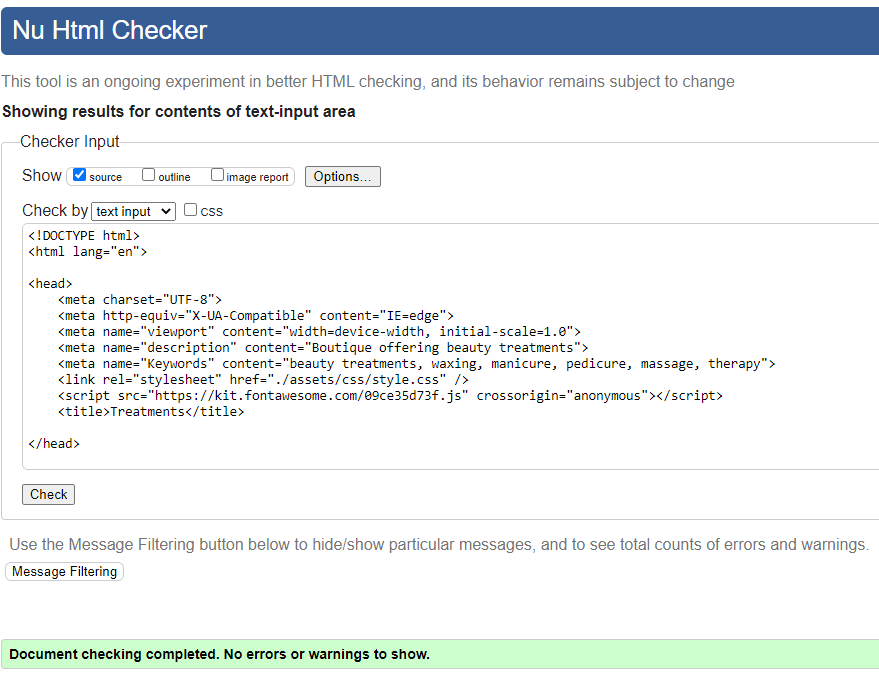 Nu Html Checker
This tool is an ongoing experiment in better HTML checking, and its behavior remains subject to change
Showing results for contents of text-input area
Checker Input
Show source outline image report Options...
Check by text input css
<!DOCTYPE html>
<html lang="en">
<head>
    <meta charset="UTF-8">
    <meta http-equiv="X-UA-Compatible" content="IE=edge">
    <meta name="viewport" content="width=device-width, initial-scale=1.0">
    <meta name="description" content="Boutique offering beauty treatments">
    <meta name="Keywords" content="beauty treatments, waxing, manicure, pedicure, massage, therapy">
    <link rel="stylesheet" href="./assets/css/style.css" />
    <script src="https://kit.fontawesome.com/09ce35d73f.js" crossorigin="anonymous"></script>
    <title>Treatments</title>
</head>
Check
Use the Message Filtering button below to hide/show particular messages, and to see total counts of errors and warnings.
Message Filtering
Document checking completed. No errors or warnings to show.